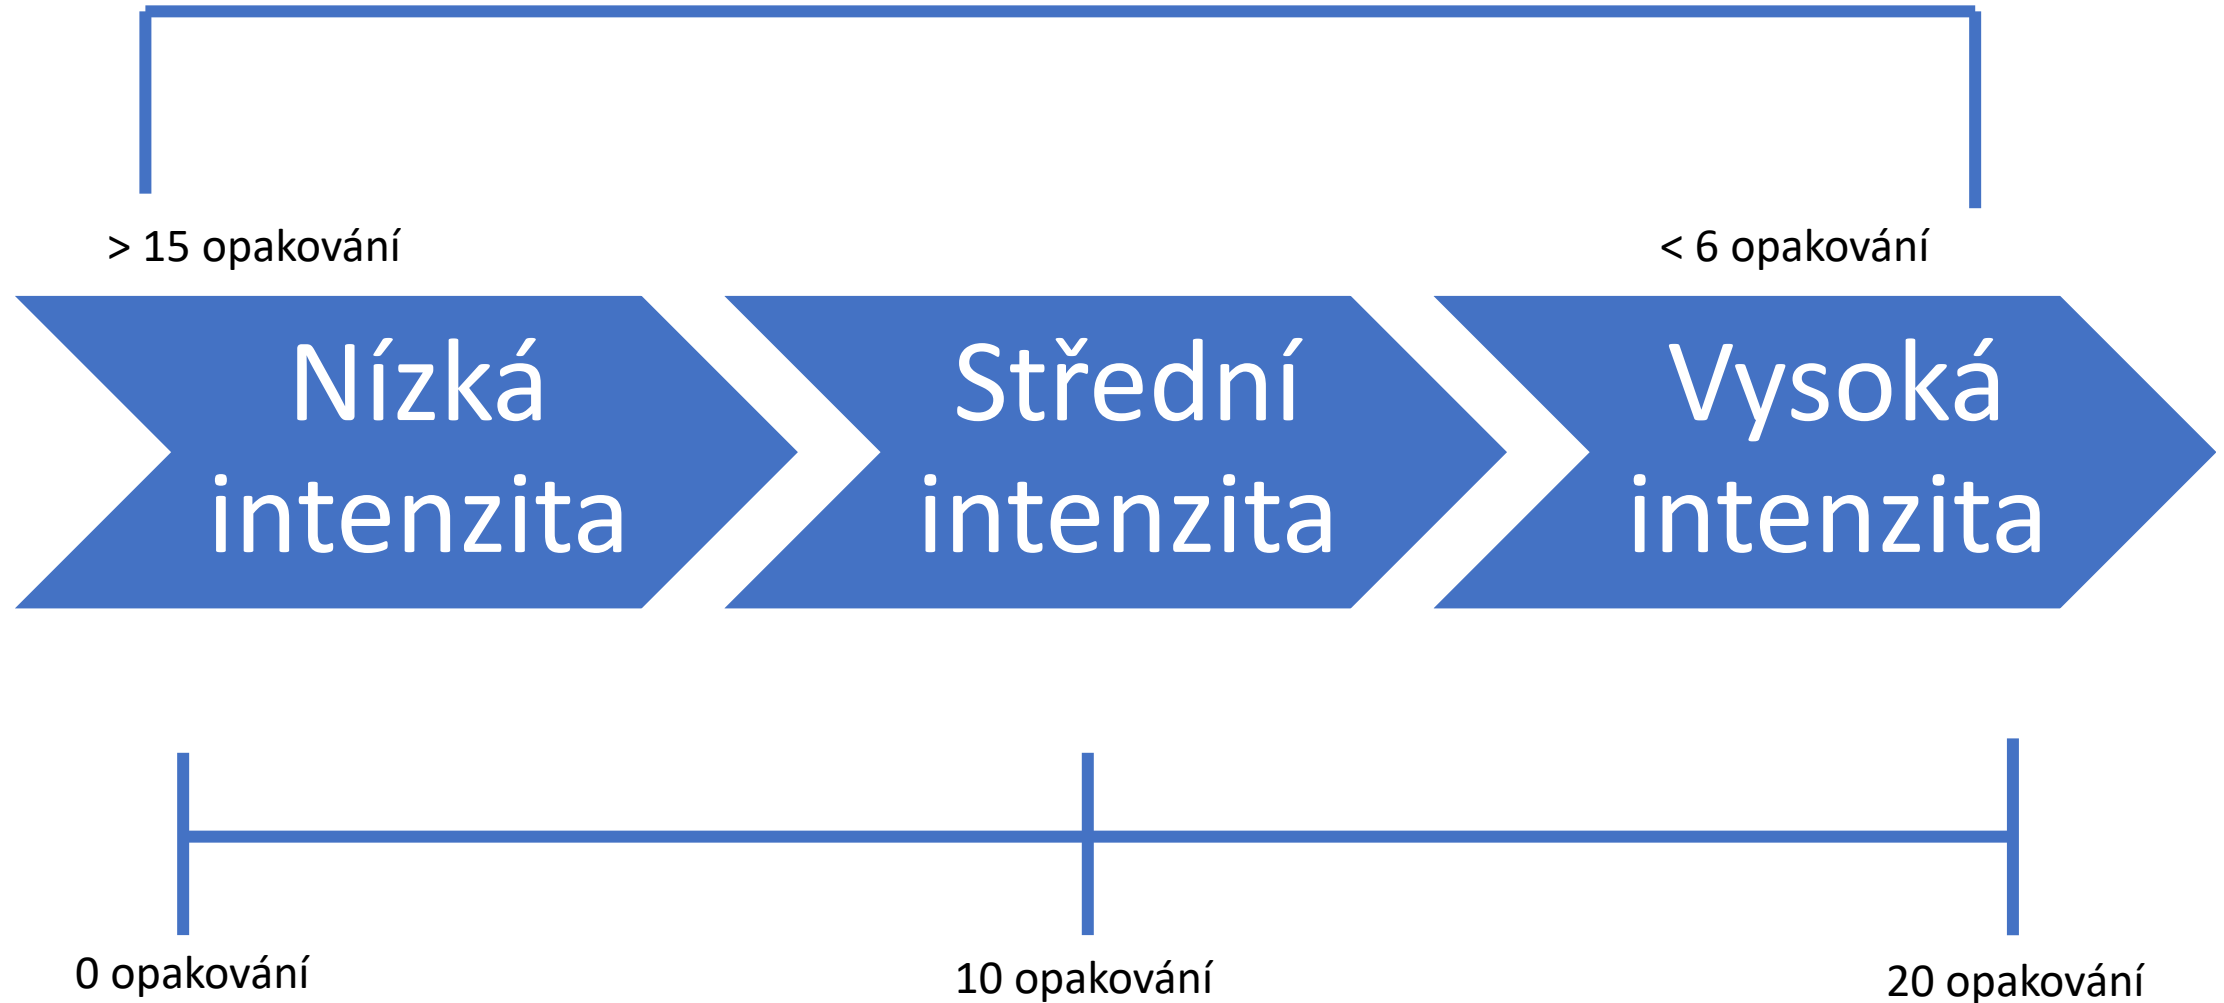 > 15 opakování
< 6 opakování
Nízká
intenzita
Střední
intenzita
Vysoká
intenzita
0 opakování
10 opakování
20 opakování